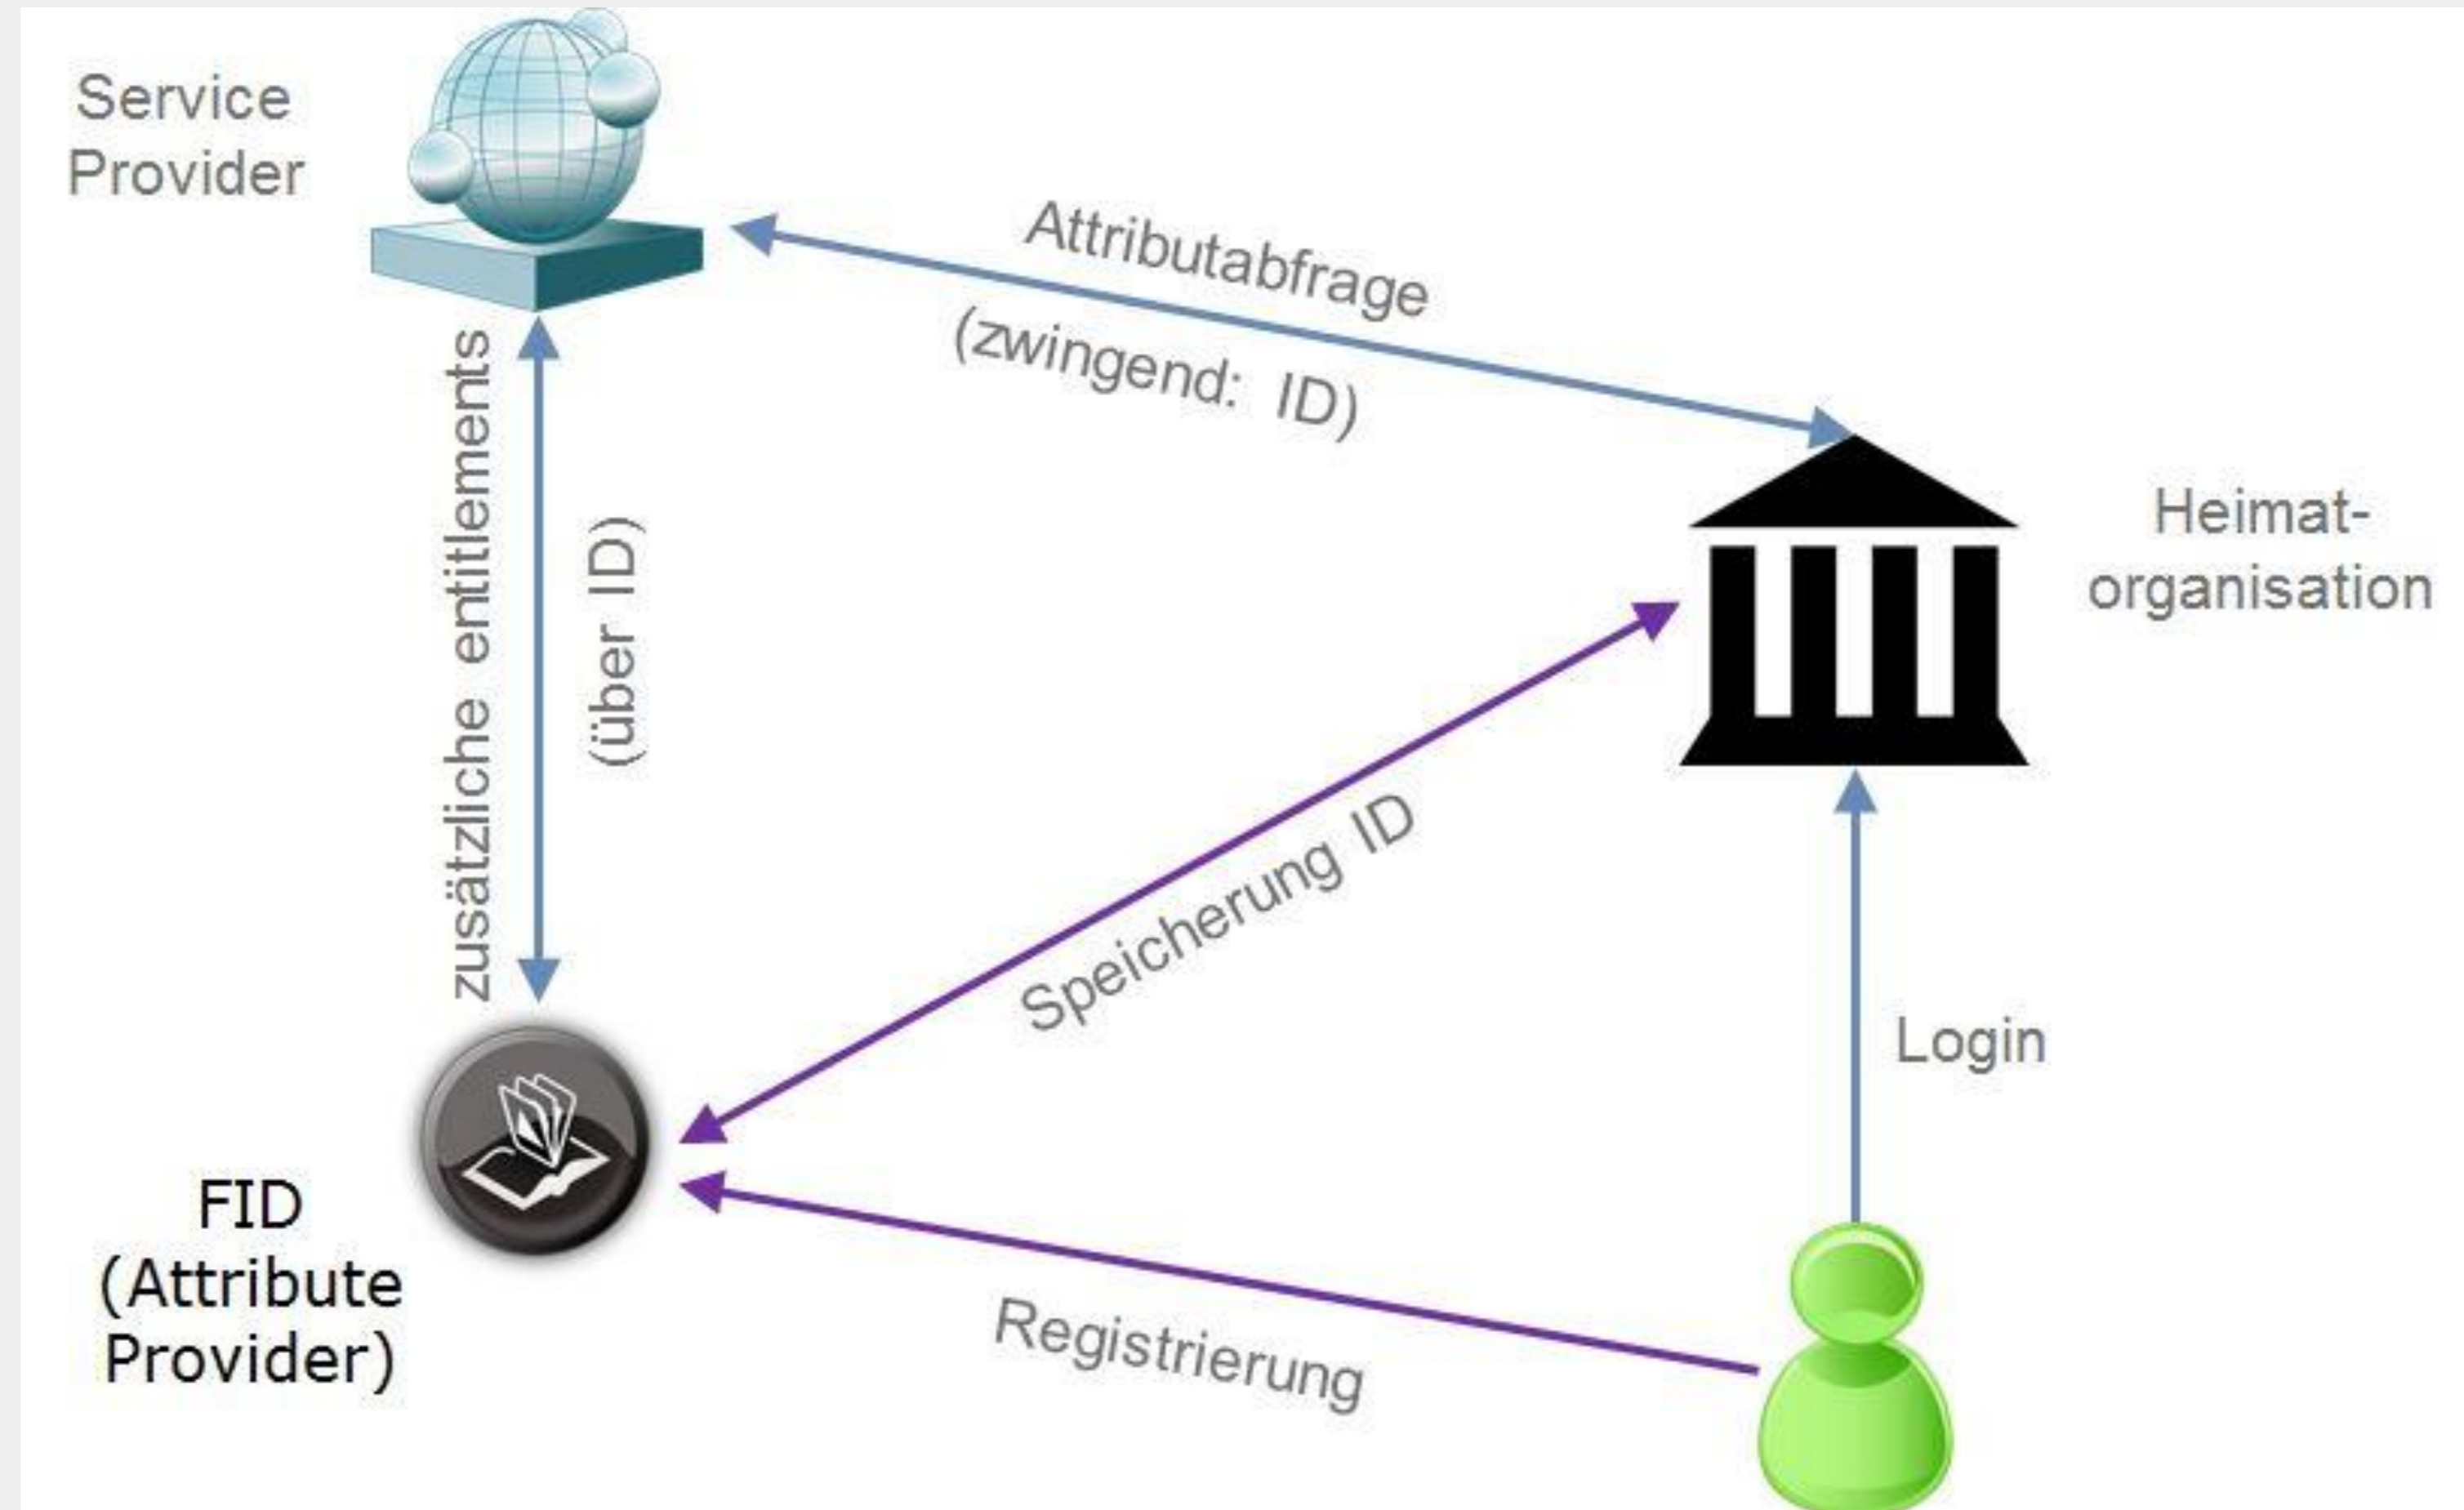 Service
Provider
Attributabfrage
(zwingend: ID)
zusätzliche entitlements
(über ID)
Heimat-
organisation
Speicherung ID
Login
FID
(Attribute
Provider)
Registrierung